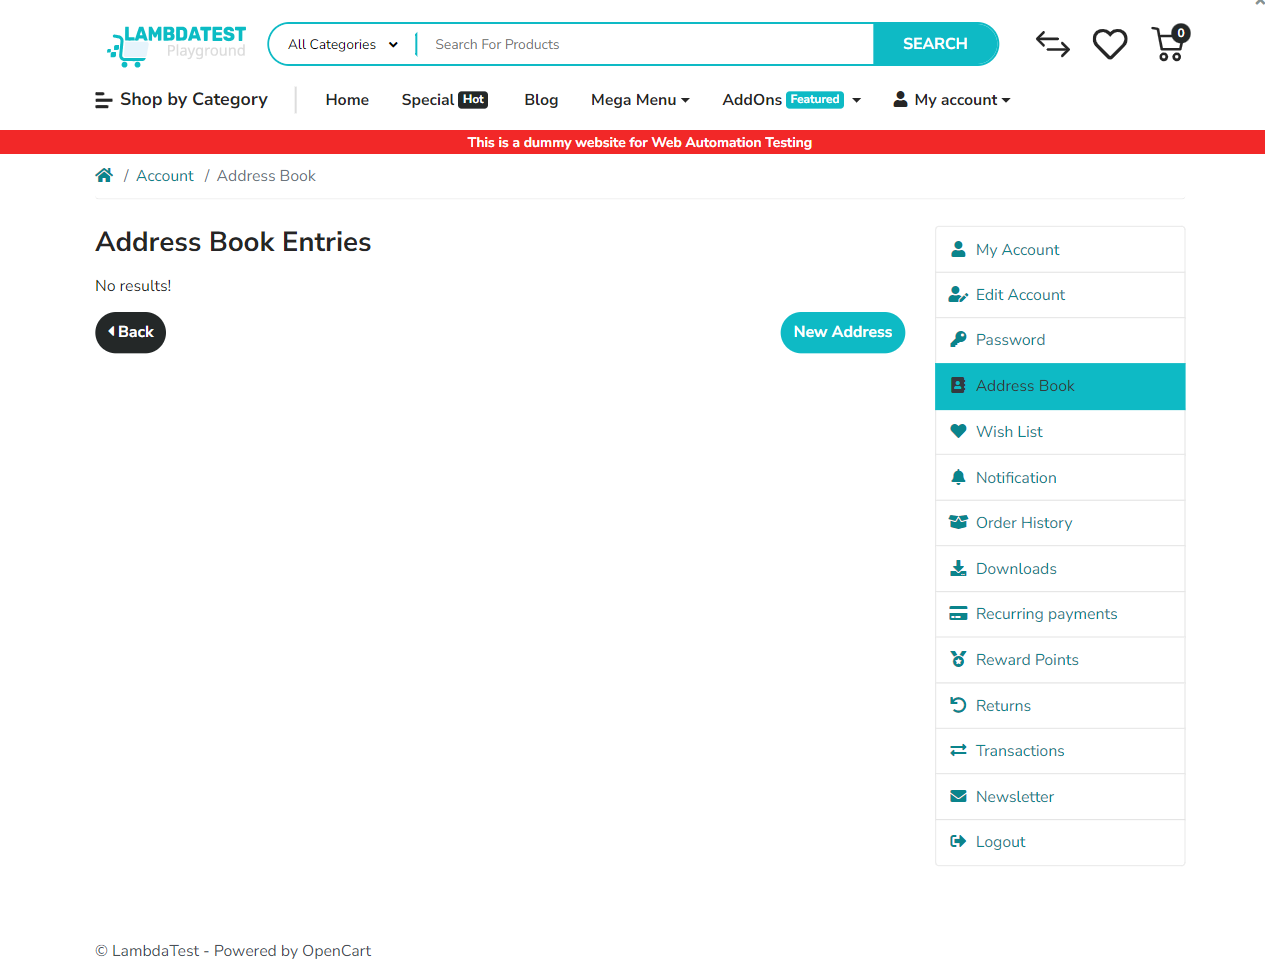 LAMBDATEST
Playground
All Categories
Search For Products
SEARCH
0
Shop by Category
Home
Special Hot
Blog
Mega Menu
AddOns Featured
My account
This is a dummy website for Web Automation Testing
/ Account / Address Book
Address Book Entries
No results!
Back
New Address
My Account
Edit Account
Password
Address Book
Wish List
Notification
Order History
Downloads
Recurring payments
Reward Points
Returns
Transactions
Newsletter
Logout
© LambdaTest - Powered by OpenCart